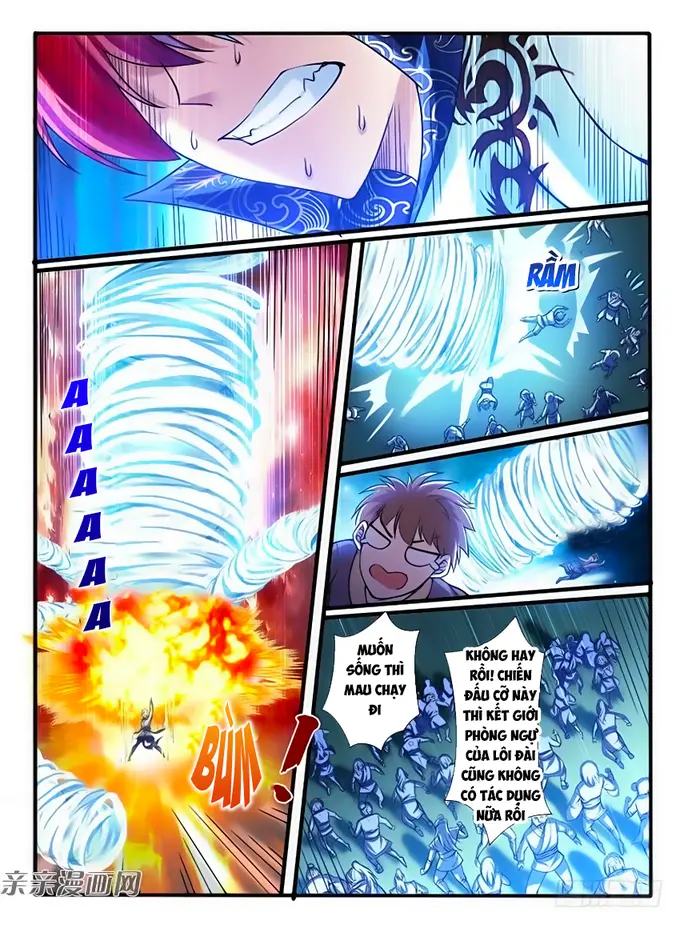 RẦM
A
A
A
A
A
A
BÙM!
KHÔNG HAY
RỒI! CHIẾN
ĐẤU CỠ NÀY
THÌ KẾT GIỚI
PHÒNG NGỰ
CỦA LÔI ĐÀI
CŨNG KHÔNG
CÓ TÁC DỤNG
NỮA RỒI
MUỐN
SỐNG THÌ
MAU CHẠY
ĐI
亲亲漫画网